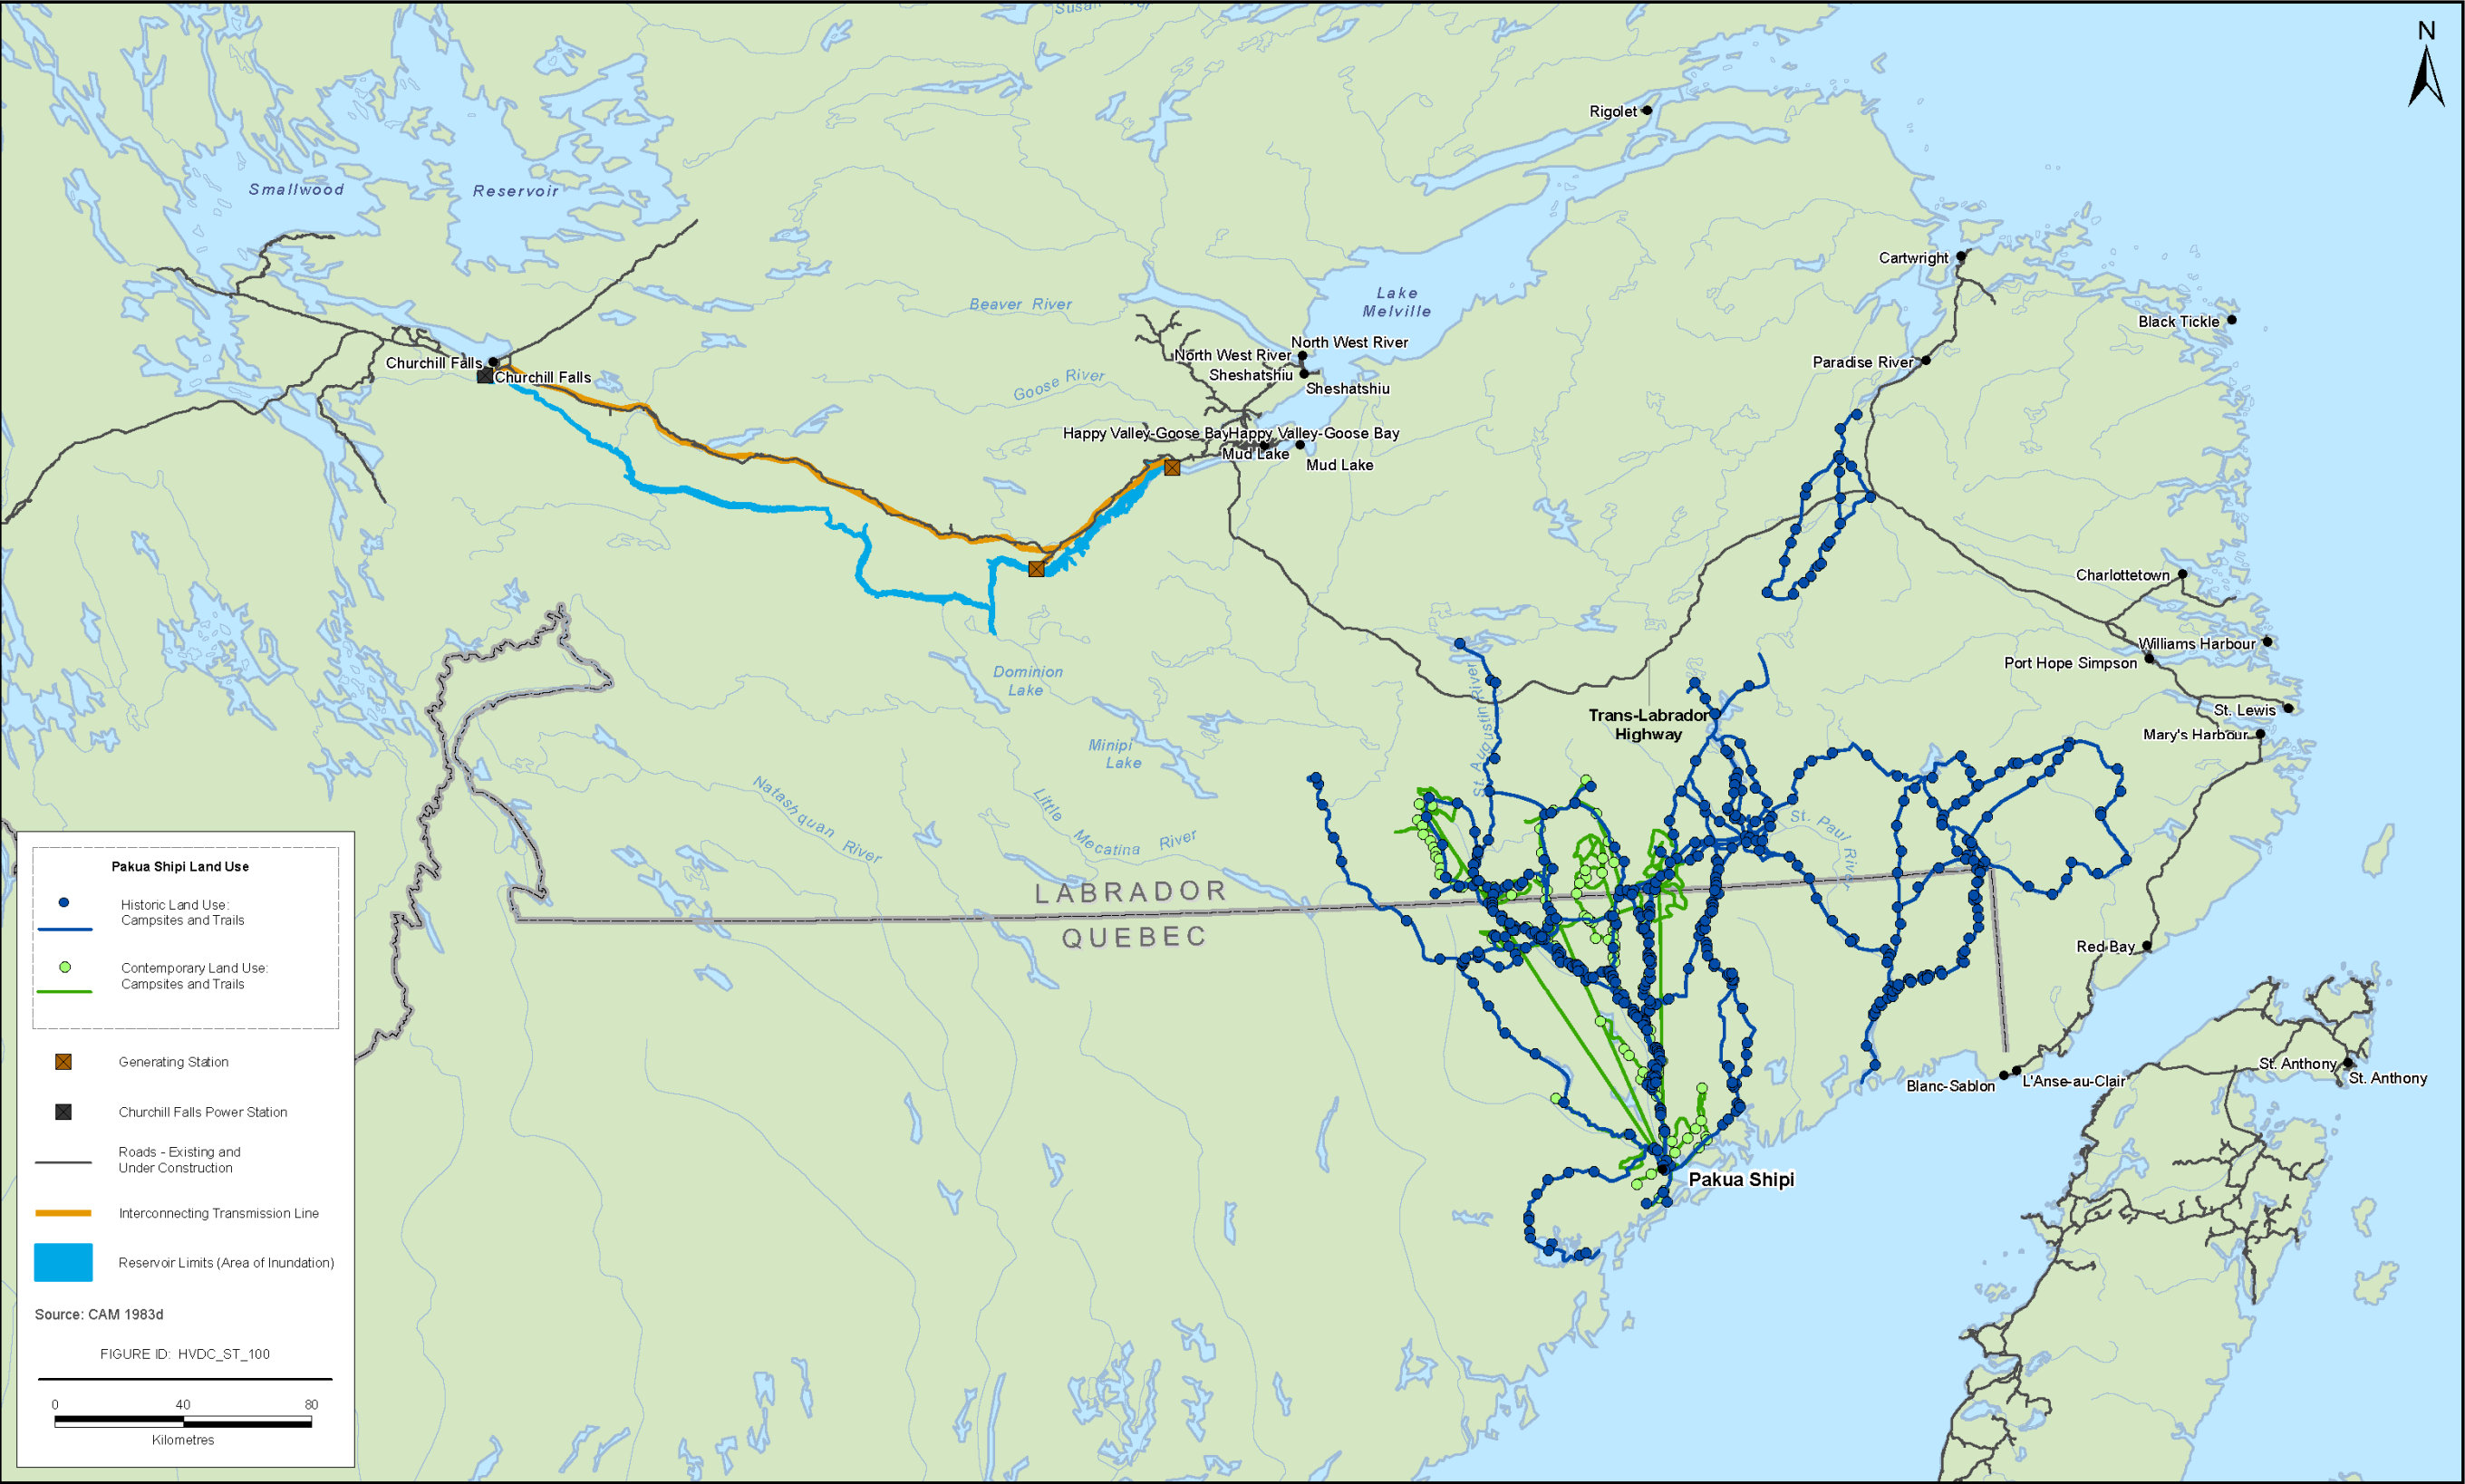 Susan River
N
Rigolet
Smallwood
Reservoir
Cartwright
Lake
Melville
Beaver River
Black Tickle
North West River
North West River
Sheshatshiu
Sheshatshiu
Paradise River
Churchill Falls
Churchill Falls
Goose River
Happy Valley-Goose Bay
Happy Valley-Goose Bay
Mud Lake
Mud Lake
Charlottetown
Williams Harbour
Port Hope Simpson
Dominion
Lake
St. Augustin River
St. Lewis
Trans-Labrador
Highway
Mary's Harbour
Minipi
Lake
Natashquan River
Little Mecatina River
St. Paul River
LABRADOR
QUEBEC
Red Bay
St. Anthony
St. Anthony
Blanc-Sablon
L'Anse-au-Clair
Pakua Shipi
Pakua Shipi Land Use
Historic Land Use:
Campsites and Trails
Contemporary Land Use:
Campsites and Trails
Generating Station
Churchill Falls Power Station
Roads - Existing and
Under Construction
Interconnecting Transmission Line
Reservoir Limits (Area of Inundation)
Source: CAM 1983d
FIGURE ID: HVDC_ST_100
0 40 80
Kilometres